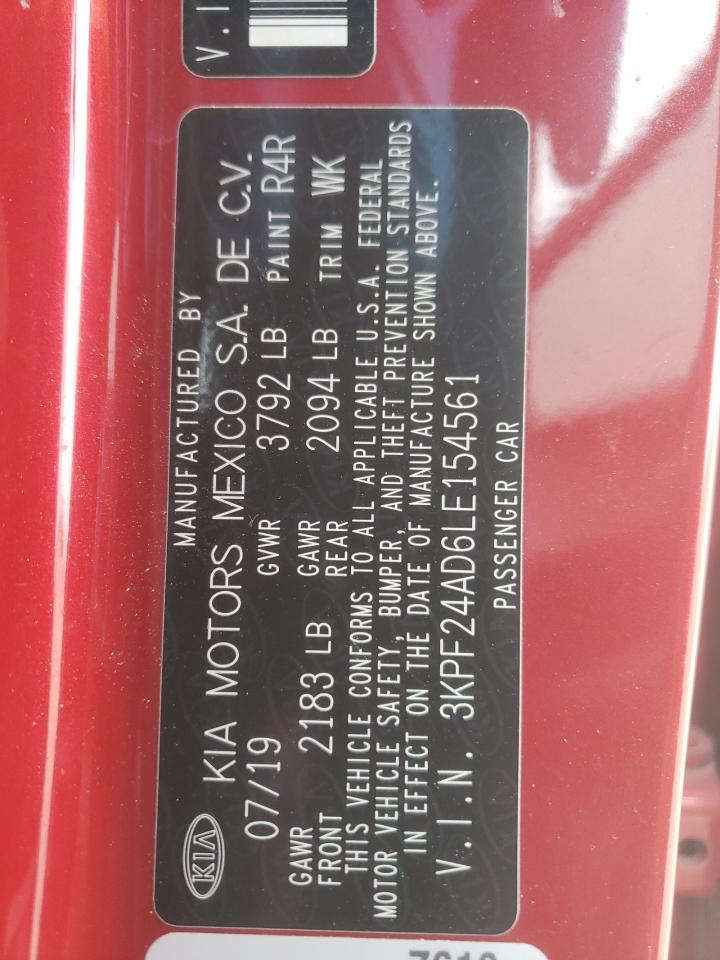 V.I
MANUFACTURED BY
KIA KIA MOTORS MEXICO S.A. DE C.V.
07/19 GVWR 3792 LB PAINT R4R
GAWR FRONT 2183 LB GAWR REAR 2094 LB TRIM WK
THIS VEHICLE CONFORMS TO ALL APPLICABLE U.S.A. FEDERAL
MOTOR VEHICLE SAFETY, BUMPER, AND THEFT PREVENTION STANDARDS
IN EFFECT ON THE DATE OF MANUFACTURE SHOWN ABOVE.
V.I.N. 3KPF24AD6LE154561
PASSENGER CAR